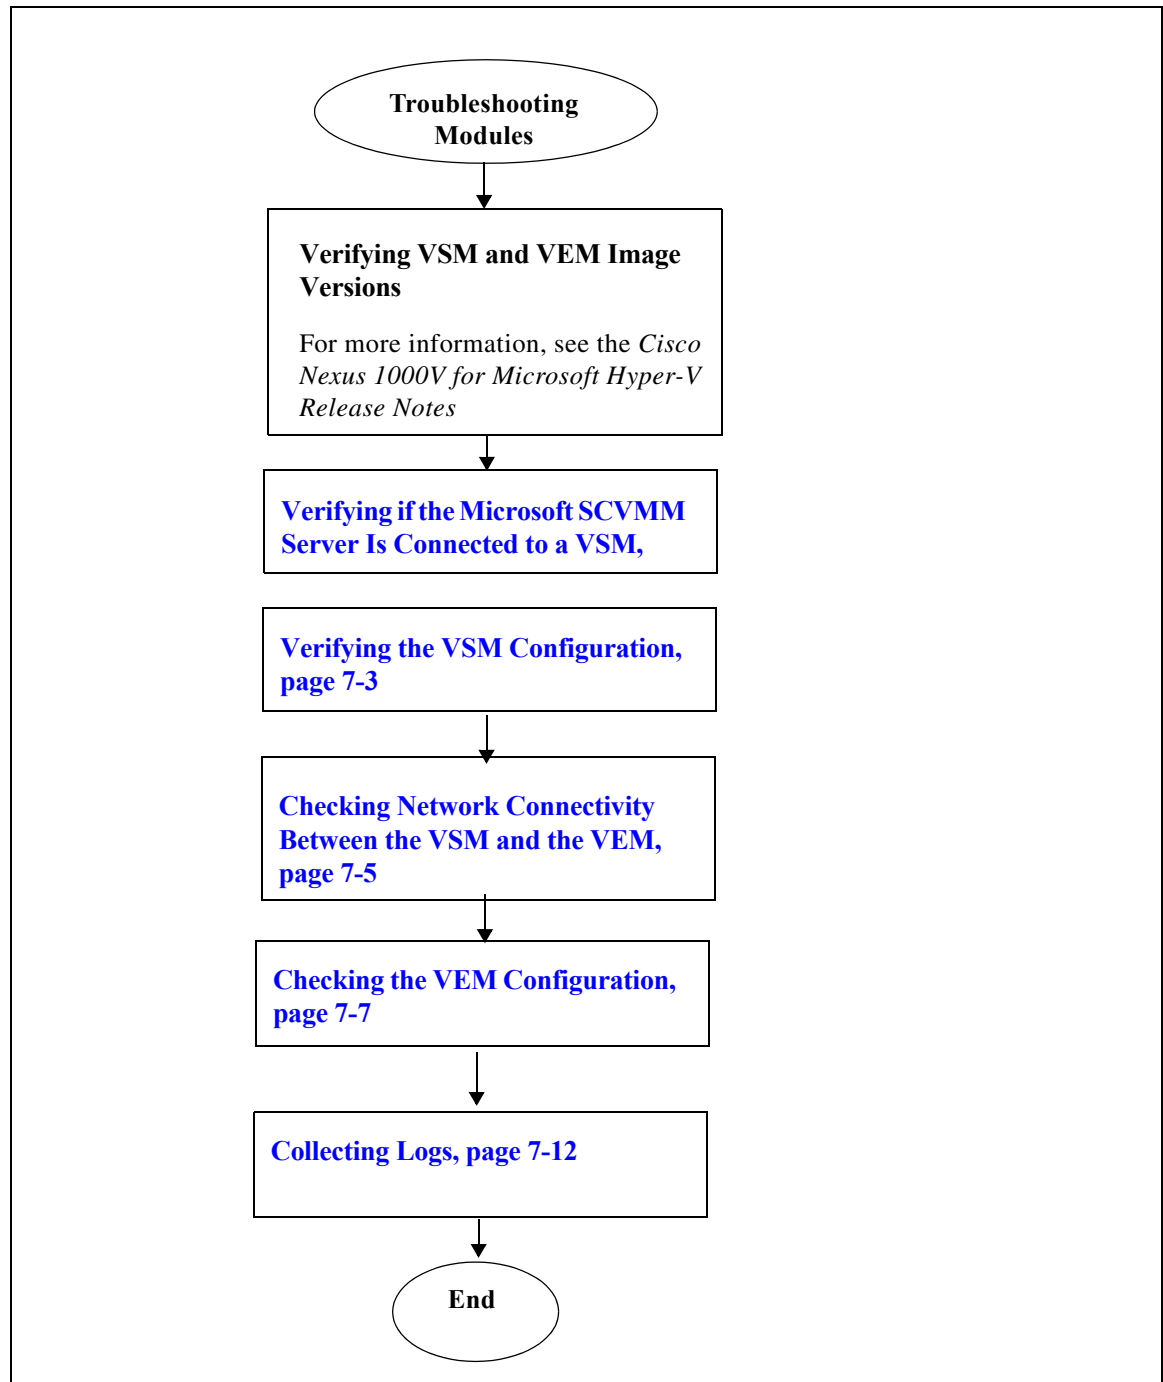 Troubleshooting
Modules
Verifying VSM and VEM Image
Versions
For more information, see the Cisco
Nexus 1000V for Microsoft Hyper-V
Release Notes
Verifying if the Microsoft SCVMM
Server Is Connected to a VSM,
Verifying the VSM Configuration,
page 7-3
Checking Network Connectivity
Between the VSM and the VEM,
page 7-5
Checking the VEM Configuration,
page 7-7
Collecting Logs, page 7-12
End